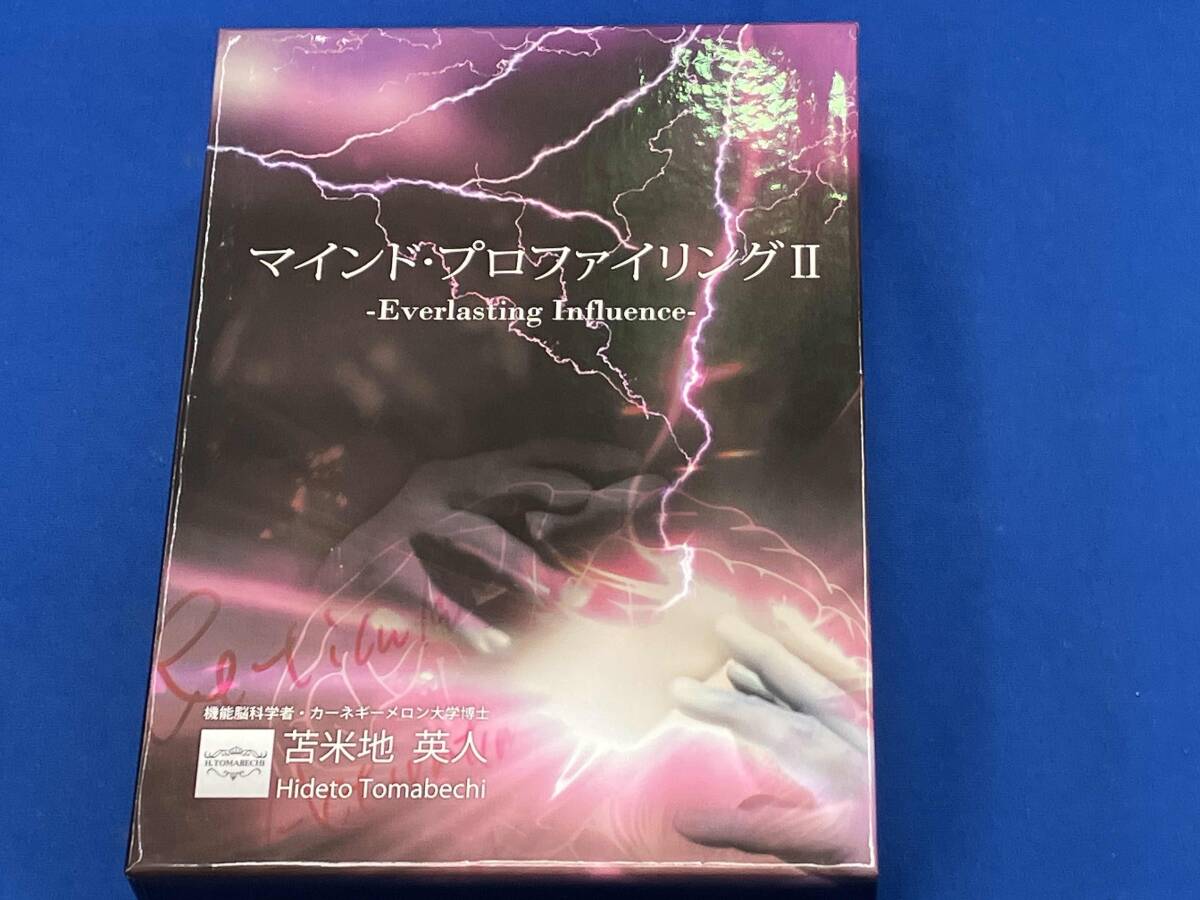 マインド・プロファイリングⅡ
-Everlasting Influence-
機能脳科学者・カーネギーメロン大学博士
H.TOMABECHI
苫米地 英人
Hideto Tomabechi